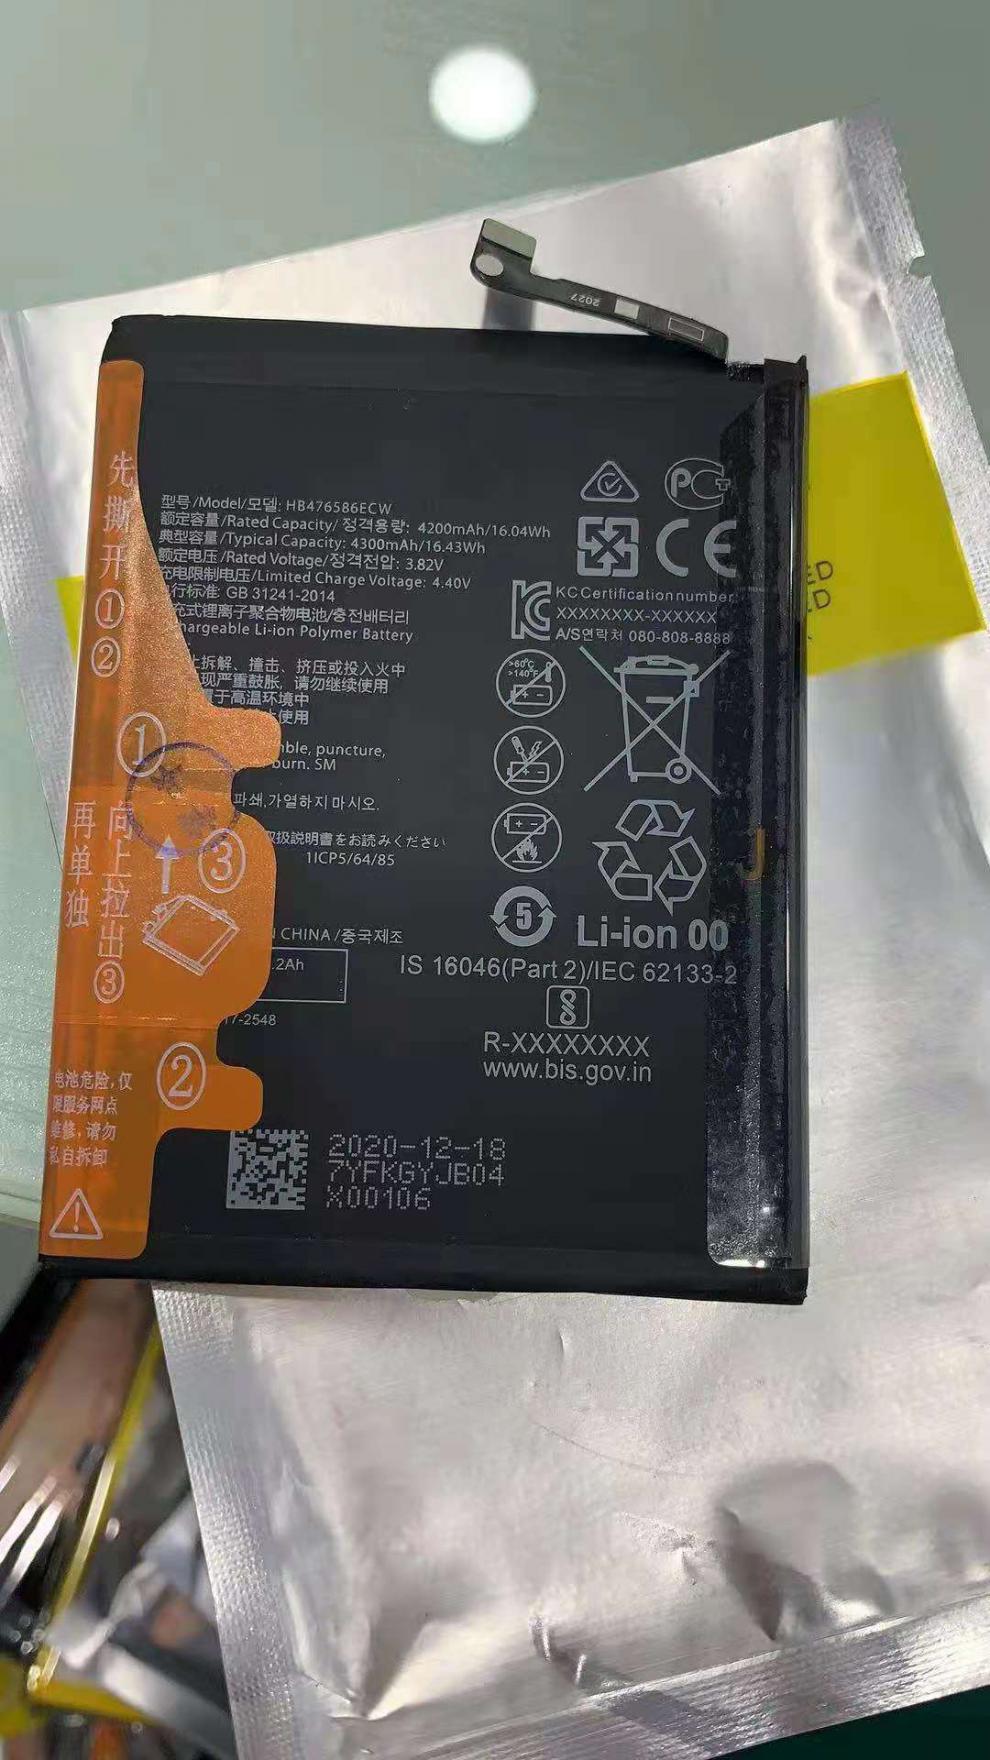 2027
先撕开①②
①
再单独
向上拉出③
③
②
电池危险,仅
限服务网点
维修,请勿
私自拆卸
型号/Model/모델: HB476586ECW
额定容量/Rated Capacity/ 정격용량: 4200mAh/16.04Wh
典型容量/Typical Capacity: 4300mAh/16.43Wh
额定电压/Rated Voltage/정격전압: 3.82V
充电限制电压/Limited Charge Voltage: 4.40V
行标准: GB 31241-2014
充式锂离子聚合物电池/충전배터리
hargeable Li-ion Polymer Battery
止拆解、撞击、挤压或投入火中
现严重鼓胀, 请勿继续使用
于高温环境中
使用
mble, puncture,
burn. SM
파쇄,가열하지 마시오.
取扱説明書をお読みください
1ICP5/64/85
N CHINA /중국제조
.2Ah
17-2548
PCT
CE
KC Certification number
XXXXXXXX-XXXXXX
A/S연락처 080-808-8888
>60°C
>140°F
5
Li-ion 00
IS 16046(Part 2)/IEC 62133-2
R-XXXXXXXX
www.bis.gov.in
2020-12-18
7YFKGYJB04
X00106
ED
ED